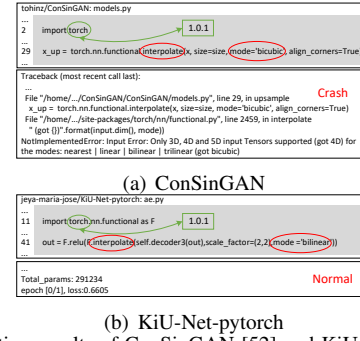 tohinz/ConSinGAN: models.py
...
2 import torch 1.0.1
...
29 x_up = torch.nn.functional.interpolate(x, size=size, mode='bicubic', align_corners=True)
Traceback (most recent call last):
...
File "/home/.../ConSinGAN/ConSinGAN/models.py", line 29, in upsample
x_up = torch.nn.functional.interpolate(x, size=size, mode='bicubic', align_corners=True)
File "/home/.../site-packages/torch/nn/functional.py", line 2459, in interpolate
" (got {})".format(input.dim(), mode))
NotImplementedError: Input Error: Only 3D, 4D and 5D input Tensors supported (got 4D) for
the modes: nearest | linear | bilinear | trilinear (got bicubic)
Crash
(a) ConSinGAN
jeya-maria-jose/KiU-Net-pytorch: ae.py
...
11 import torch.nn.functional as F 1.0.1
...
41 out = F.relu(F.interpolate(self.decoder3(out),scale_factor=(2,2),mode ='bilinear'))
...
...
Total_params: 291234
epoch [0/1], loss:0.6605
Normal
(b) KiU-Net-pytorch